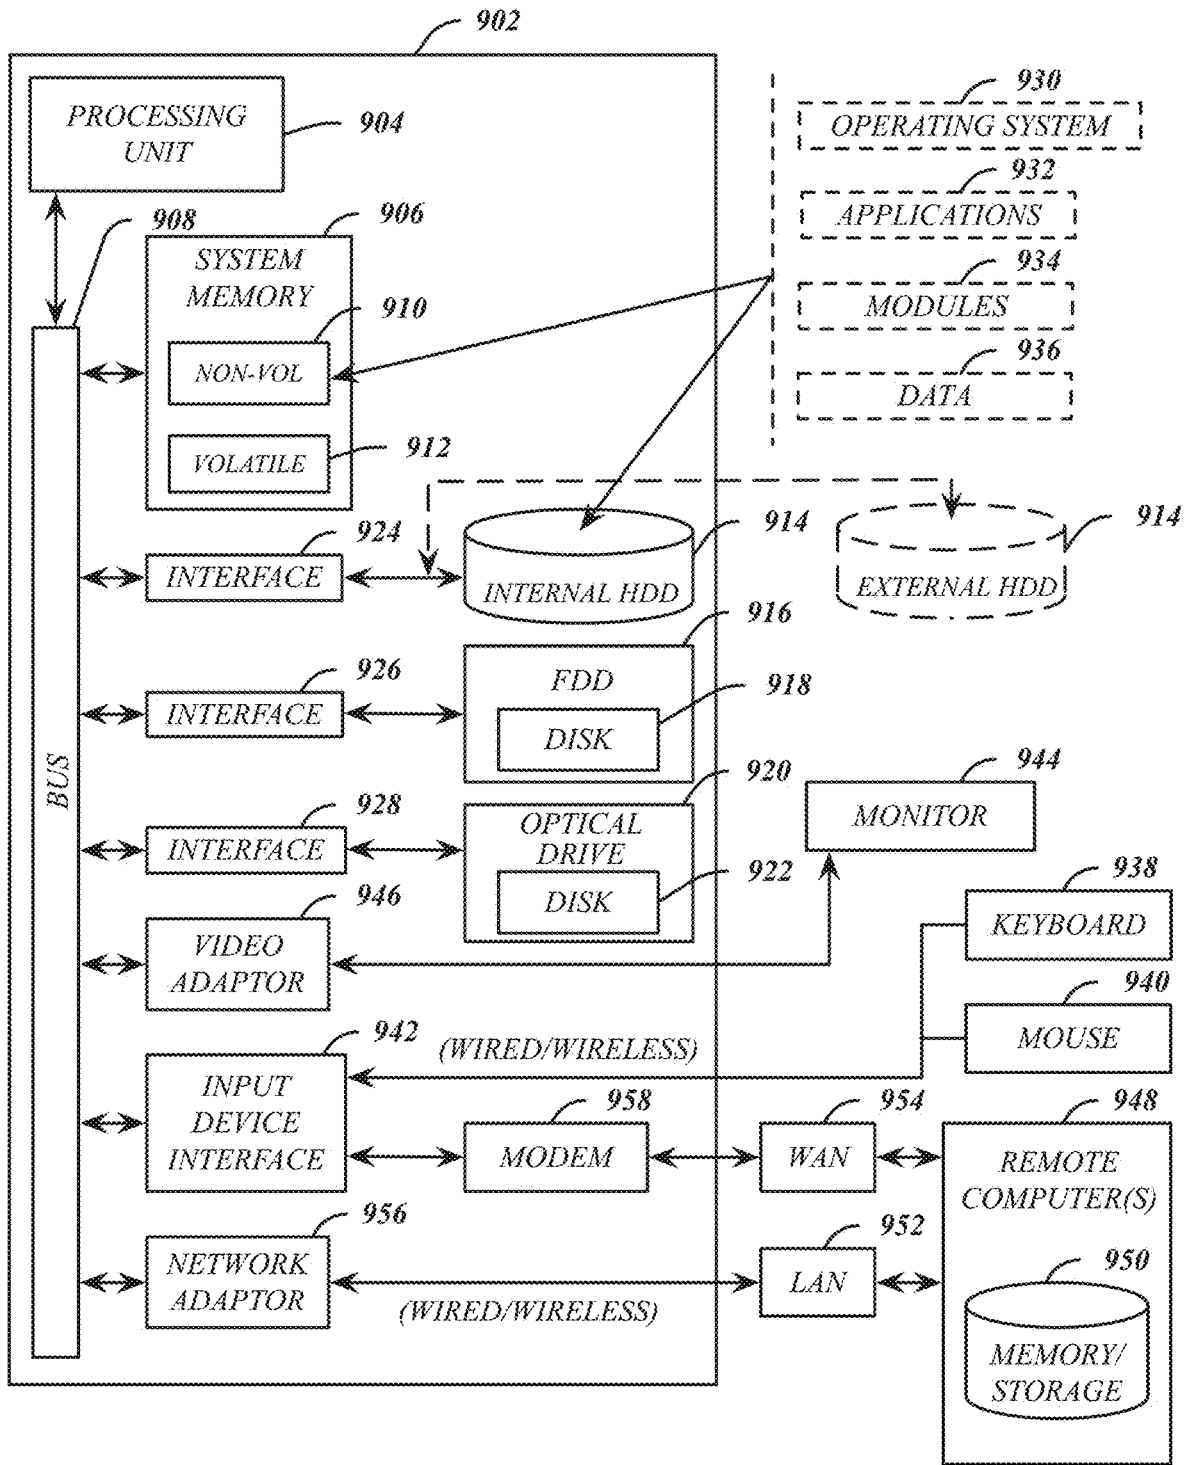 902
PROCESSING
UNIT
904
908
906
SYSTEM
MEMORY
910
NON-VOL
912
VOLATILE
930
OPERATING SYSTEM
932
APPLICATIONS
934
MODULES
936
DATA
924
INTERFACE
914
INTERNAL HDD
914
EXTERNAL HDD
916
926
INTERFACE
FDD
918
DISK
BUS
920
928
INTERFACE
OPTICAL
DRIVE
922
DISK
944
MONITOR
946
VIDEO
ADAPTOR
938
KEYBOARD
940
MOUSE
942
(WIRED/WIRELESS)
INPUT
DEVICE
INTERFACE
958
MODEM
954
WAN
948
REMOTE
COMPUTER(S)
956
NETWORK
ADAPTOR
(WIRED/WIRELESS)
952
LAN
950
MEMORY/
STORAGE